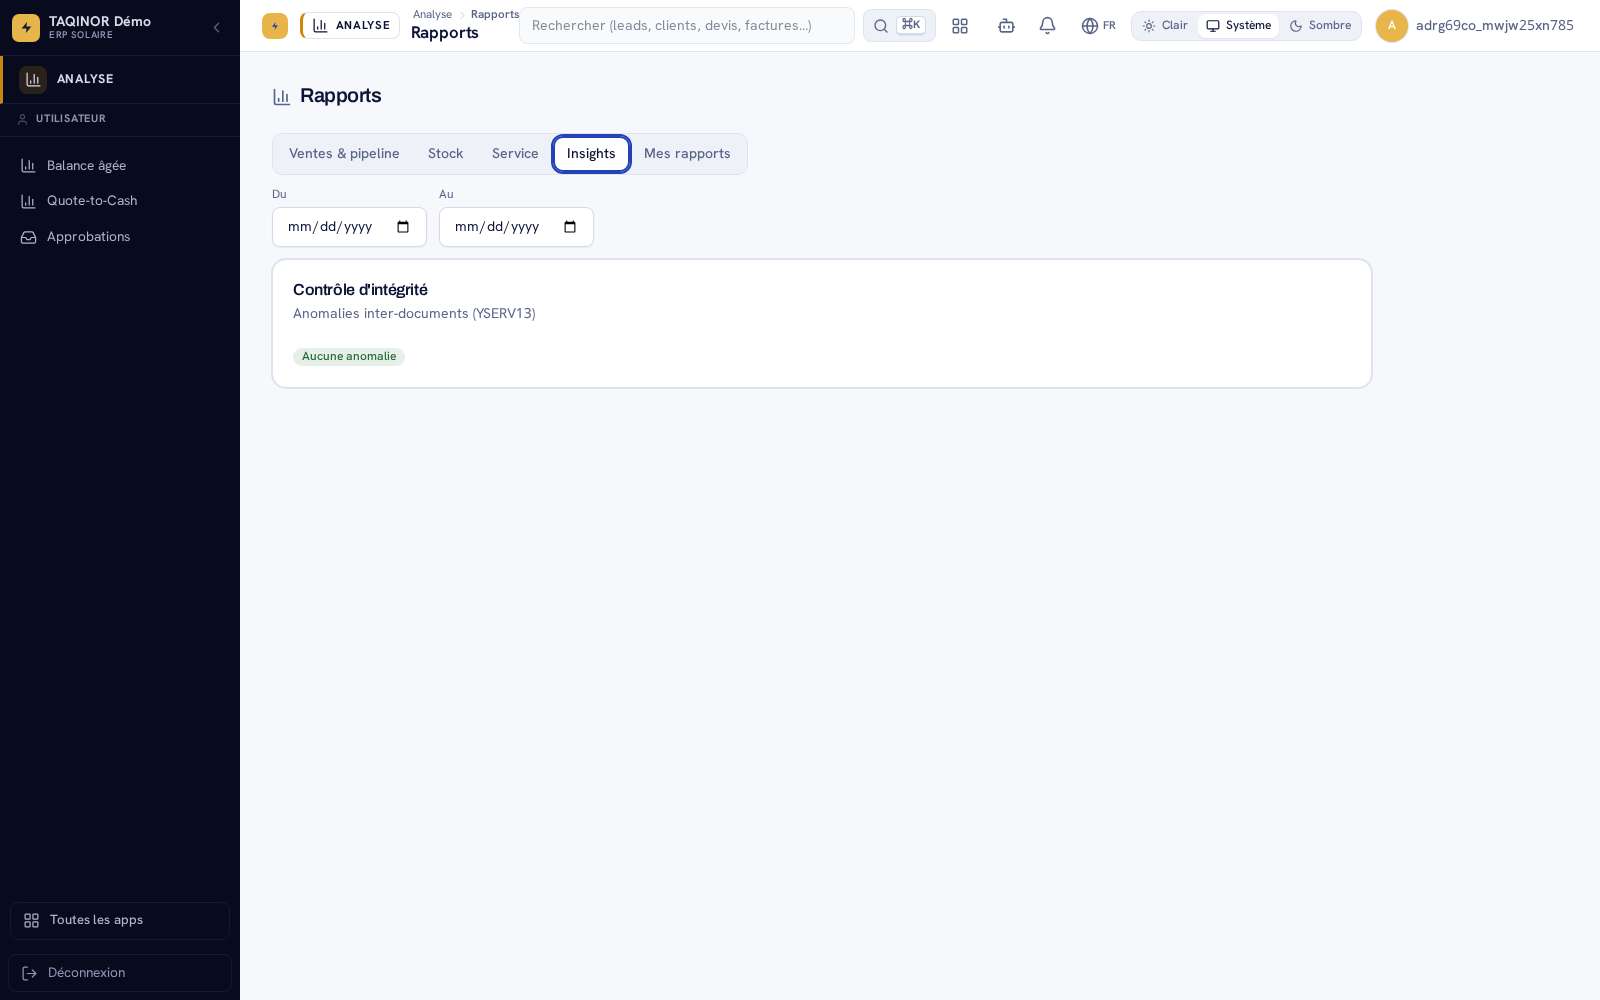 TAQINOR Démo
ERP SOLAIRE
ANALYSE
UTILISATEUR
Balance âgée
Quote-to-Cash
Approbations
Toutes les apps
Déconnexion
ANALYSE
Analyse Rapports
Rapports
Rechercher (leads, clients, devis, factures...)
⌘K
FR
Clair
Système
Sombre
A
adrg69co_mwjw25xn785
Rapports
Ventes & pipeline Stock Service Insights Mes rapports
Du Au
mm/dd/yyyy mm/dd/yyyy
Contrôle d'intégrité
Anomalies inter-documents (YSERV13)
Aucune anomalie